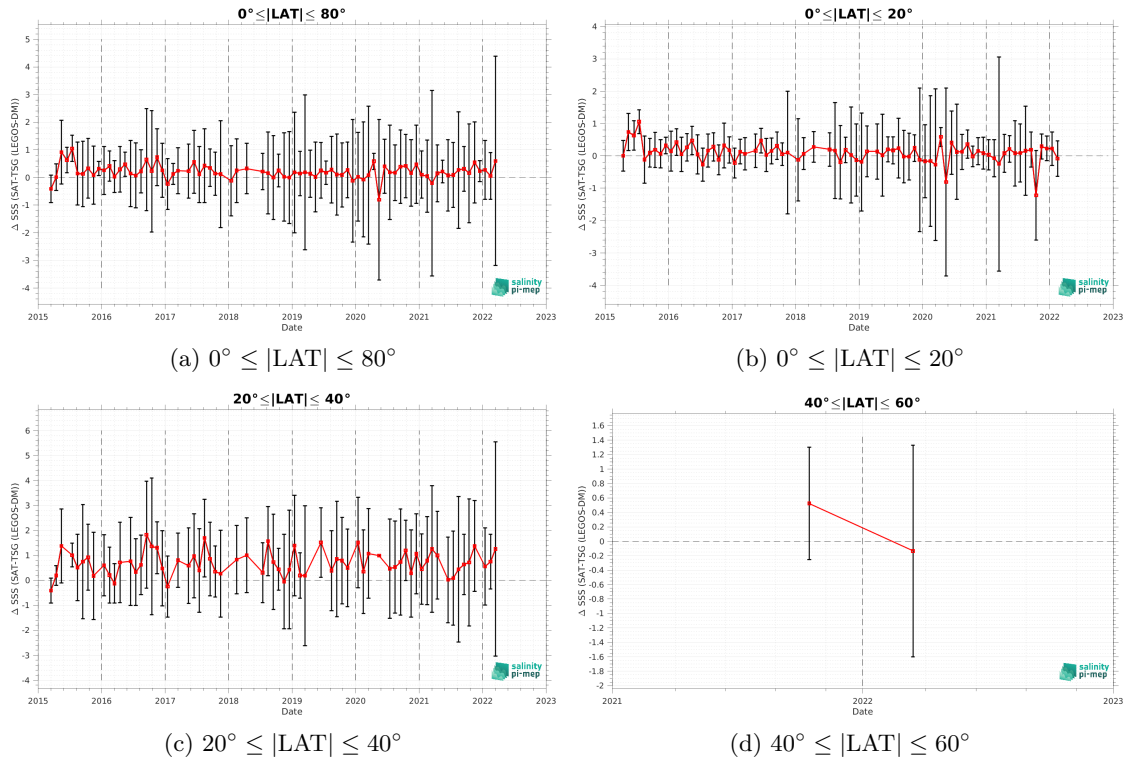 0°≤|LAT|≤ 80°
Δ SSS (SAT-TSG (LEGOS-DM))
5
4
3
2
1
0
-1
-2
-3
-4
2015 2016 2017 2018 2019 2020 2021 2022 2023
Date
salinity
pi-mep
(a) 0° ≤ |LAT| ≤ 80°
0°≤|LAT|≤ 20°
Δ SSS (SAT-TSG (LEGOS-DM))
4
3
2
1
0
-1
-2
-3
-4
2015 2016 2017 2018 2019 2020 2021 2022 2023
Date
salinity
pi-mep
(b) 0° ≤ |LAT| ≤ 20°
20°≤|LAT|≤ 40°
Δ SSS (SAT-TSG (LEGOS-DM))
6
5
4
3
2
1
0
-1
-2
-3
-4
2015 2016 2017 2018 2019 2020 2021 2022 2023
Date
salinity
pi-mep
(c) 20° ≤ |LAT| ≤ 40°
40°≤|LAT|≤ 60°
Δ SSS (SAT-TSG (LEGOS-DM))
1.6
1.4
1.2
1
0.8
0.6
0.4
0.2
0
-0.2
-0.4
-0.6
-0.8
-1
-1.2
-1.4
-1.6
-1.8
-2
2021 2022 2023
Date
salinity
pi-mep
(d) 40° ≤ |LAT| ≤ 60°